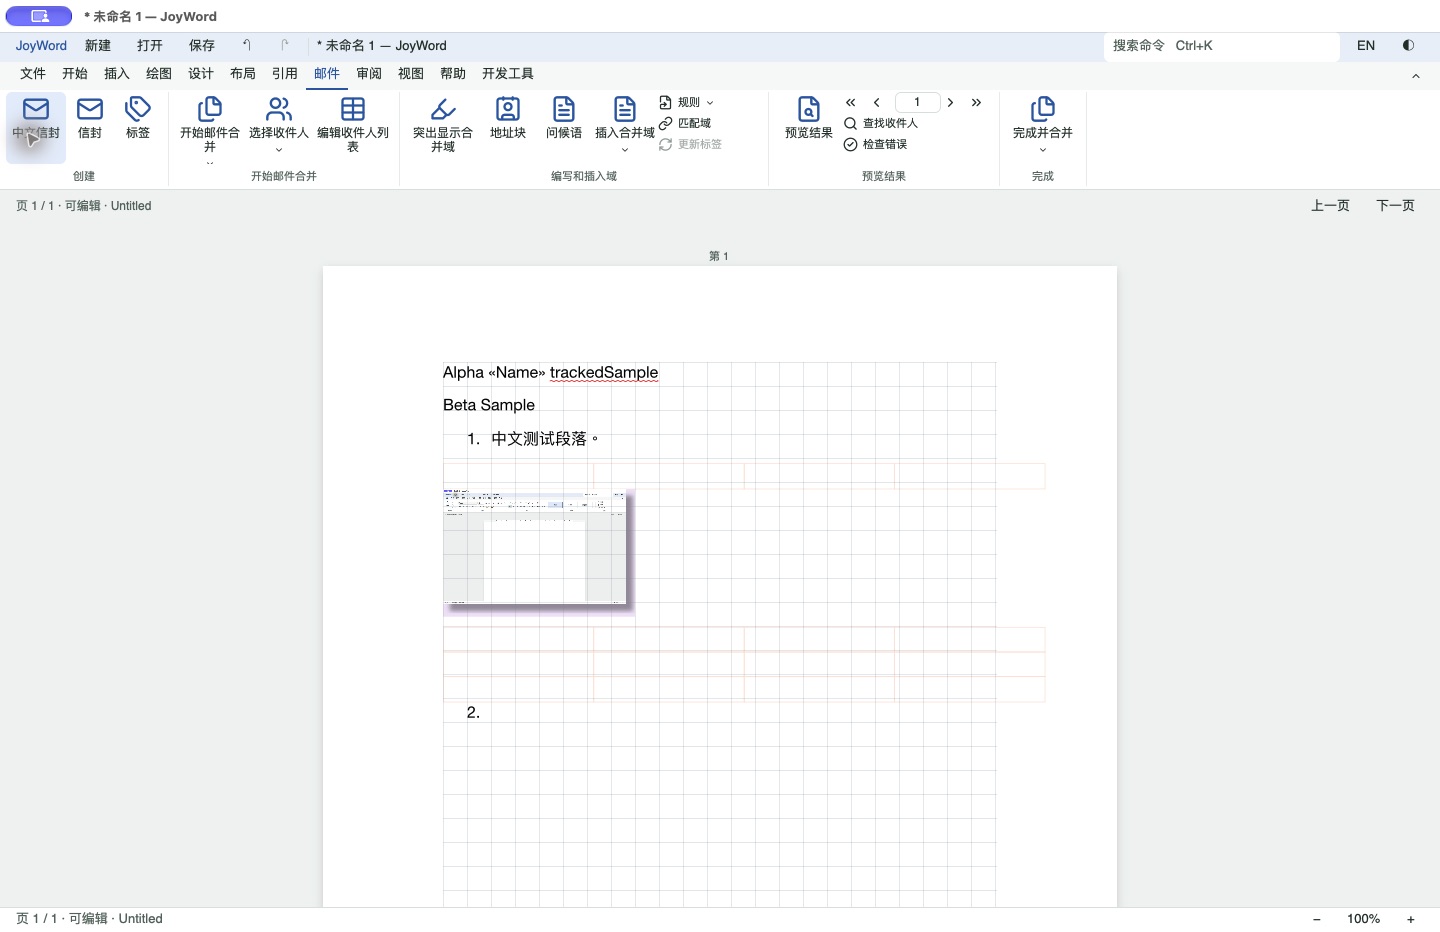 * 未命名 1 — JoyWord
JoyWord 新建 打开 保存 * 未命名 1 — JoyWord 搜索命令 Ctrl+K EN
文件 开始 插入 绘图 设计 布局 引用 邮件 审阅 视图 帮助 开发工具
中文信封 信封 标签
创建
开始邮件合并 选择收件人 编辑收件人列表
开始邮件合并
突出显示合并域 地址块 问候语 插入合并域
规则
匹配域
更新标签
编写和插入域
预览结果
1
查找收件人
检查错误
预览结果
完成并合并
完成
页 1 / 1 · 可编辑 · Untitled 上一页 下一页
第 1
Alpha «Name» trackedSample
Beta Sample
1. 中文测试段落。
2.
页 1 / 1 · 可编辑 · Untitled − 100% +